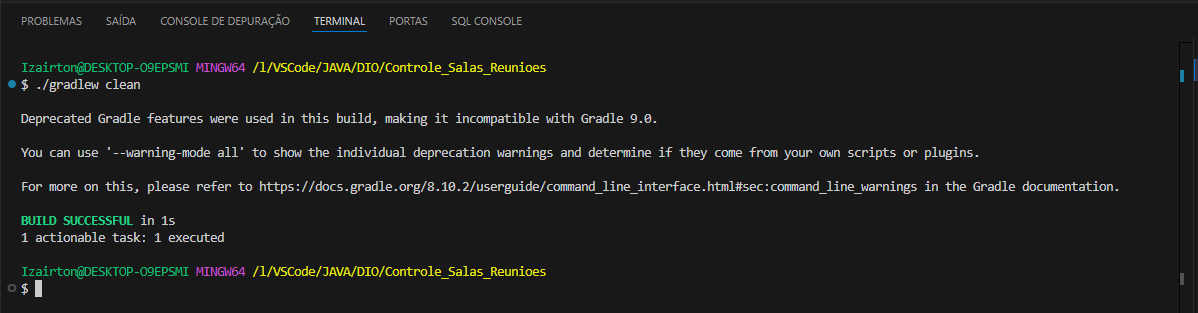 PROBLEMAS SAÍDA CONSOLE DE DEPURAÇÃO TERMINAL PORTAS SQL CONSOLE
Izairton@DESKTOP-O9EPSMI MINGW64 /l/VSCode/JAVA/DIO/Controle_Salas_Reunioes
$ ./gradlew clean
Deprecated Gradle features were used in this build, making it incompatible with Gradle 9.0.
You can use '--warning-mode all' to show the individual deprecation warnings and determine if they come from your own scripts or plugins.
For more on this, please refer to https://docs.gradle.org/8.10.2/userguide/command_line_interface.html#sec:command_line_warnings in the Gradle documentation.
BUILD SUCCESSFUL in 1s
1 actionable task: 1 executed
Izairton@DESKTOP-O9EPSMI MINGW64 /l/VSCode/JAVA/DIO/Controle_Salas_Reunioes
$